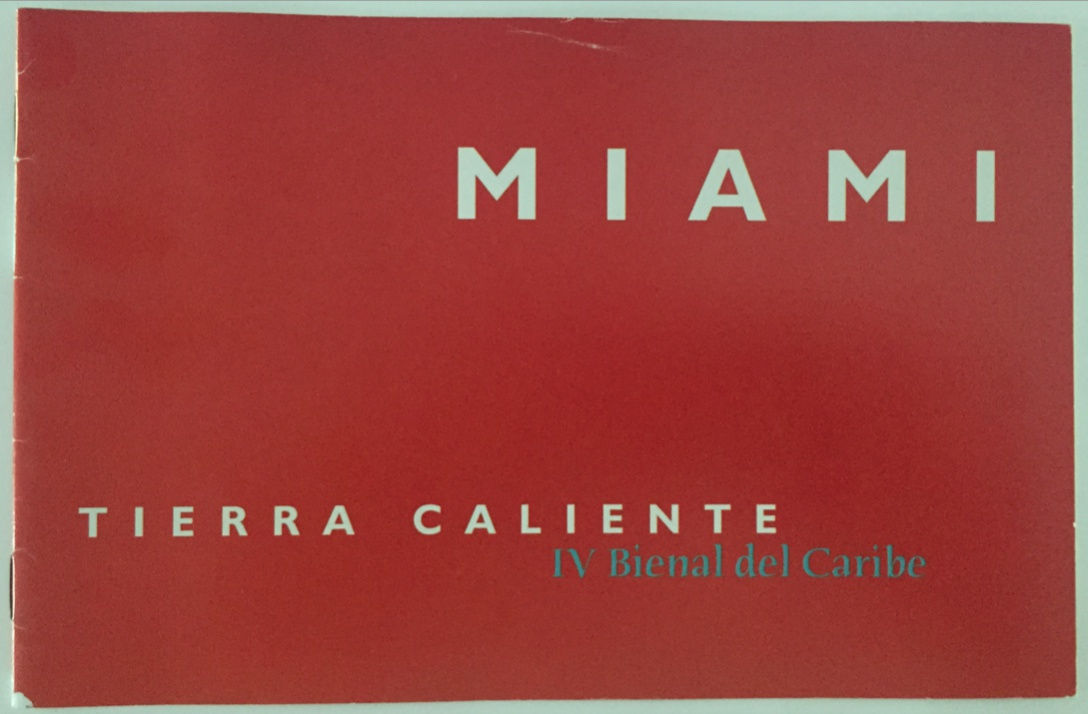 MIAMI
TIERRA CALIENTE
IV Bienal del Caribe